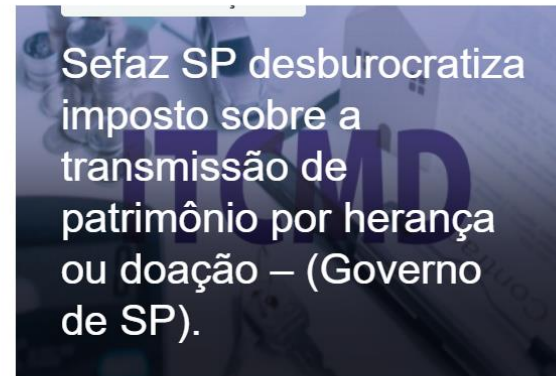 Sefaz SP desburocratiza
imposto sobre a
transmissão de
patrimônio por herança
ou doação – (Governo
de SP).
ITCMD